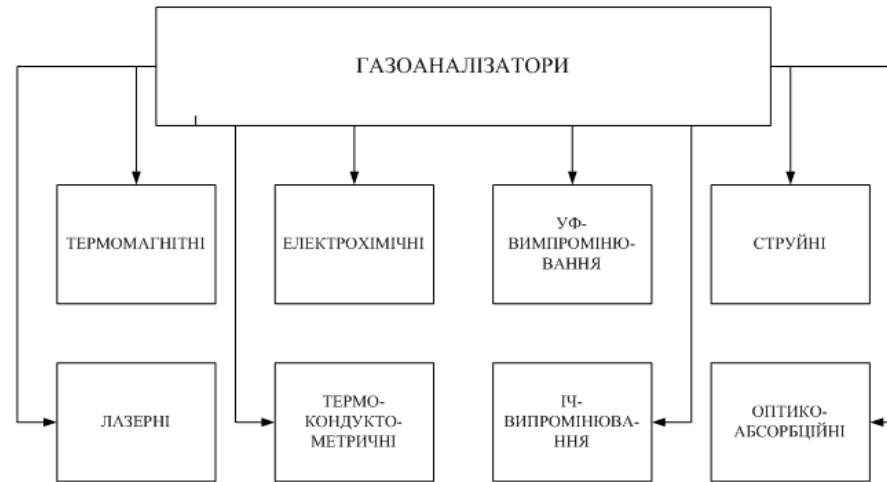 ГАЗОАНАЛІЗАТОРИ
ТЕРМОМАГНІТНІ
ЕЛЕКТРОХІМІЧНІ
УФ-
ВИМПРОМІНЮ-
ВАННЯ
СТРУЙНІ
ЛАЗЕРНІ
ТЕРМО-
КОНДУКТО-
МЕТРИЧНІ
ІЧ-
ВИПРОМІНЮВА-
ННЯ
ОПТИКО-
АБСОРБЦІЙНІ